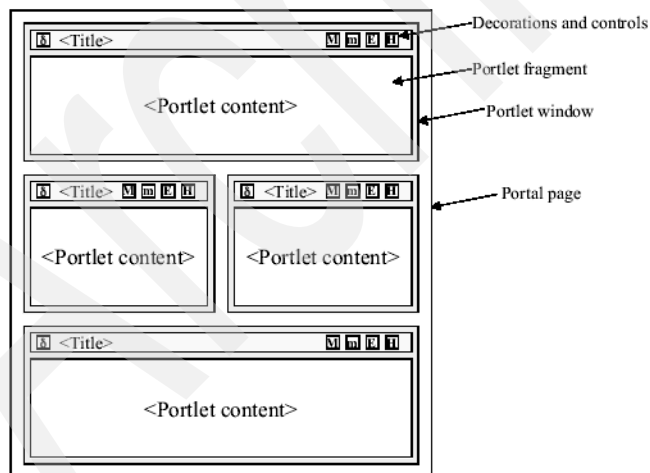 Decorations and controls
δ <Title> M m E H
Portlet fragment
<Portlet content>
Portlet window
δ <Title> M m E H
δ <Title> M m E H
Portal page
<Portlet content>
<Portlet content>
δ <Title> M m E H
<Portlet content>